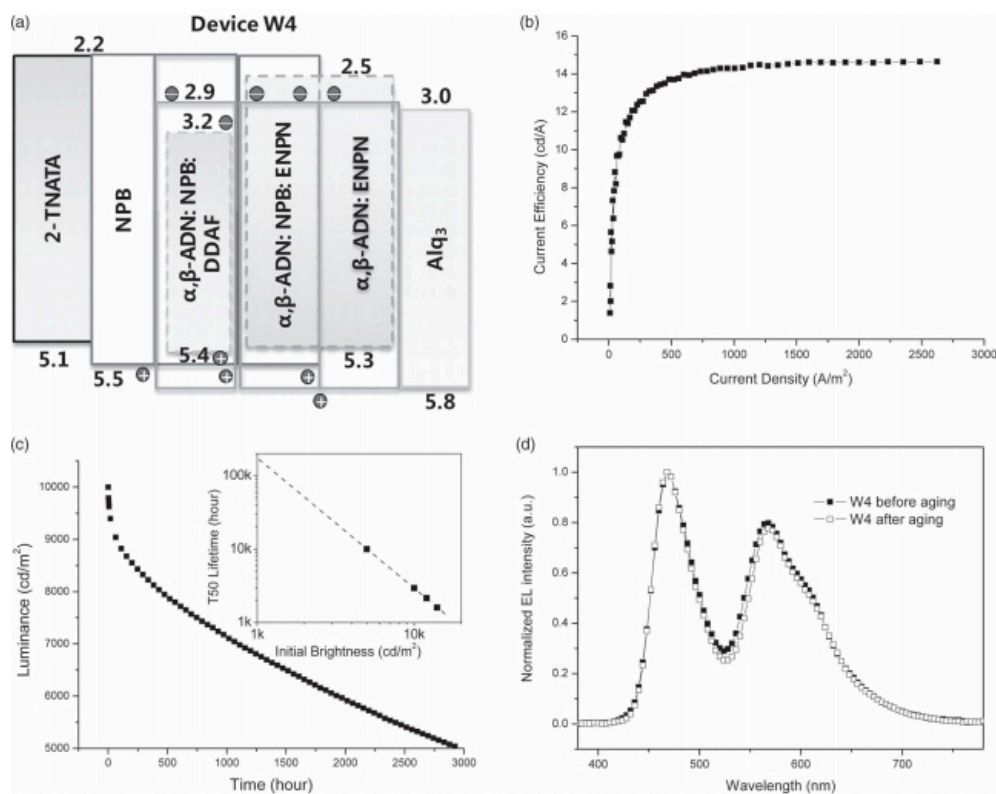 (a)
Device W4
2.2
2.9
3.2
2.5
3.0
2-TNATA
NPB
α,β-ADN: NPB:
DDAF
α,β-ADN: NPB: ENPN
α,β-ADN: ENPN
Alq3
5.1
5.5
5.4
5.3
5.8
(b)
16
14
12
10
8
6
4
2
0
Current Efficiency (cd/A)
0 500 1000 1500 2000 2500 3000
Current Density (A/m²)
(c)
10000
9000
8000
7000
6000
5000
Luminance (cd/m²)
0 500 1000 1500 2000 2500 3000
Time (hour)
100k
10k
1k
T50 Lifetime (hour)
1k 10k
Initial Brightness (cd/m²)
(d)
1.0
0.8
0.6
0.4
0.2
0.0
Normalized EL intensity (a.u.)
W4 before aging
W4 after aging
400 500 600 700
Wavelength (nm)